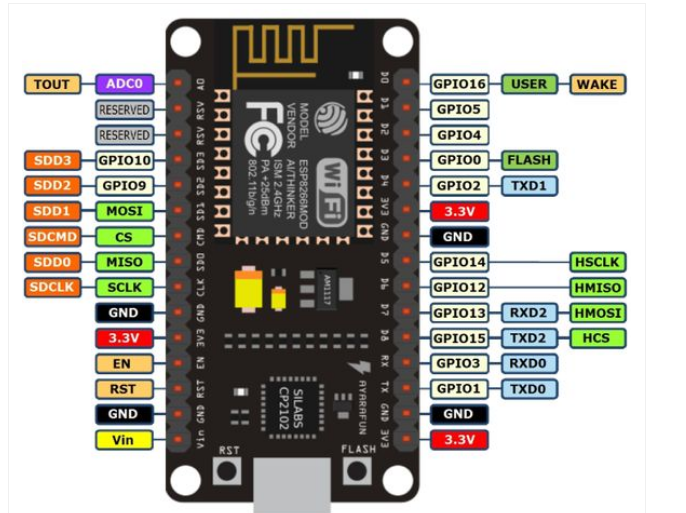 TOUT ADC0 A0 D0 GPIO16 USER WAKE
RESERVED RSV D1 GPIO5
RESERVED RSV D2 GPIO4
SDD3 GPIO10 SD3 D3 GPIO0 FLASH
SDD2 GPIO9 SD2 D4 GPIO2 TXD1
SDD1 MOSI SD1 3V3 3.3V
SDCMD CS CMD GND GND
SDD0 MISO SD0 D5 GPIO14 HSCLK
SDCLK SCLK CLK D6 GPIO12 HMISO
GND GND D7 GPIO13 RXD2 HMOSI
3.3V 3V3 D8 GPIO15 TXD2 HCS
EN EN RX GPIO3 RXD0
RST RST TX GPIO1 TXD0
GND GND GND GND
Vin Vin 3V3 3.3V
MODEL
VENDOR
ESP8266MOD
AI/THINKER
ISM 2.4GHz
PA +25dBm
802.11b/g/n
FC
Wi Fi
AM1117
SILABS
CP2102
AYARAFUN
RST
FLASH